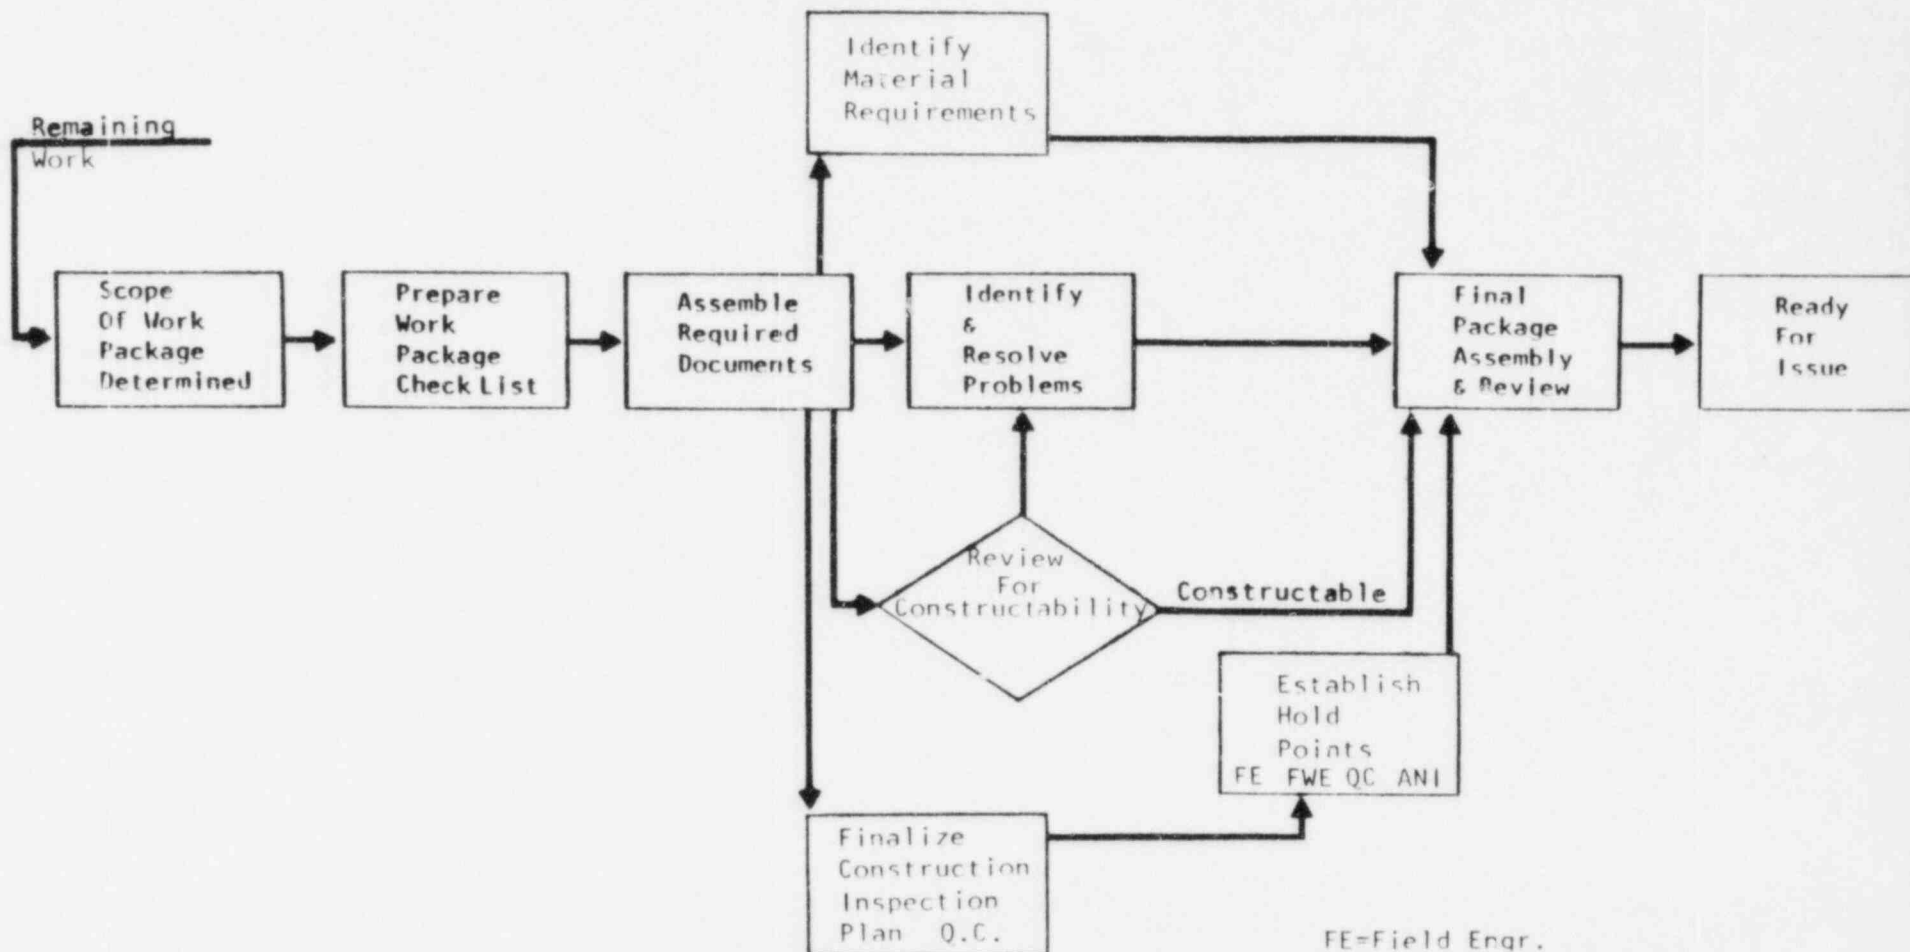 Identify
Material
Requirements
Remaining
Work
Scope
Of Work
Package
Determined
Prepare
Work
Package
Check List
Assemble
Required
Documents
Identify
&
Resolve
Problems
Final
Package
Assembly
& Review
Ready
For
Issue
Review
For
Constructability
Constructable
Establish
Hold
Points
FE FWE QC ANI
Finalize
Construction
Inspection
Plan Q.C.
FE=Field Engr.